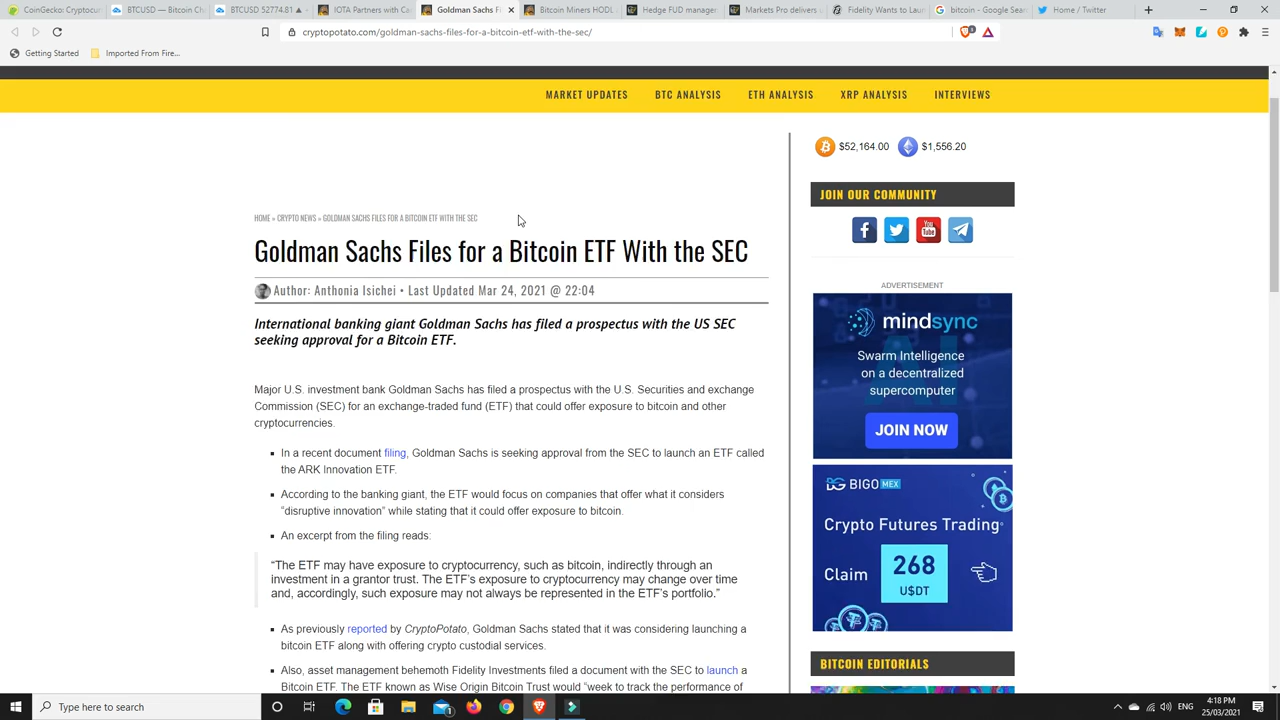 CoinGecko: Cryptocurr
BTCUSD — Bitcoin Ch
BTCUSD 52774.81 ▲
IOTA Partners with Ca
Goldman Sachs Fi
Bitcoin Miners HODL
Hedge FUD manager
Markets Pro delivers
Fidelity Wants to Laun
bitcoin - Google Sear
Home / Twitter
cryptopotato.com/goldman-sachs-files-for-a-bitcoin-etf-with-the-sec/
Getting Started
Imported From Fire...
MARKET UPDATES
BTC ANALYSIS
ETH ANALYSIS
XRP ANALYSIS
INTERVIEWS
$52,164.00
$1,556.20
JOIN OUR COMMUNITY
HOME » CRYPTO NEWS » GOLDMAN SACHS FILES FOR A BITCOIN ETF WITH THE SEC
Goldman Sachs Files for a Bitcoin ETF With the SEC
Author: Anthonia Isichei • Last Updated Mar 24, 2021 @ 22:04
International banking giant Goldman Sachs has filed a prospectus with the US SEC
seeking approval for a Bitcoin ETF.
Major U.S. investment bank Goldman Sachs has filed a prospectus with the U.S. Securities and exchange
Commission (SEC) for an exchange-traded fund (ETF) that could offer exposure to bitcoin and other
cryptocurrencies.
In a recent document filing, Goldman Sachs is seeking approval from the SEC to launch an ETF called
the ARK Innovation ETF.
According to the banking giant, the ETF would focus on companies that offer what it considers
“disruptive innovation” while stating that it could offer exposure to bitcoin.
An excerpt from the filing reads:
“The ETF may have exposure to cryptocurrency, such as bitcoin, indirectly through an
investment in a grantor trust. The ETF’s exposure to cryptocurrency may change over time
and, accordingly, such exposure may not always be represented in the ETF’s portfolio.”
As previously reported by CryptoPotato, Goldman Sachs stated that it was considering launching a
bitcoin ETF along with offering crypto custodial services.
Also, asset management behemoth Fidelity Investments filed a document with the SEC to launch a
Bitcoin ETF. The ETF known as Wise Origin Bitcoin Trust would “week to track the performance of
ADVERTISEMENT
mindsync
Swarm Intelligence
on a decentralized
supercomputer
JOIN NOW
BIGO MEX
Crypto Futures Trading
Claim
268
U$DT
You
Tube
BITCOIN EDITORIALS
Type here to search
ENG
4:18 PM
25/03/2021